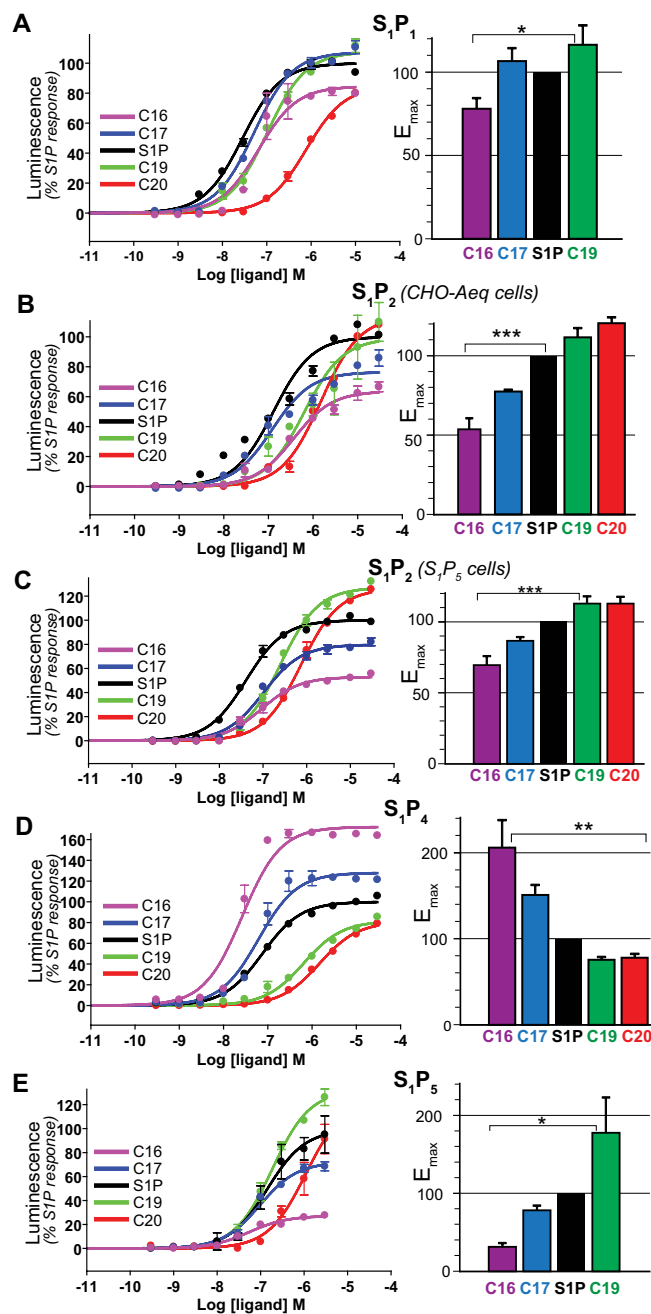 A
S1P1
Luminescence
(% S1P response)
120
100
80
60
40
20
0
C16
C17
S1P
C19
C20
-11 -10 -9 -8 -7 -6 -5 -4
Log [ligand] M
Emax
100
50
1
*
C16 C17 S1P C19
B
S1P2 (CHO-Aeq cells)
Luminescence
(% S1P response)
100
80
60
40
20
0
C16
C17
S1P
C19
C20
-11 -10 -9 -8 -7 -6 -5 -4
Log [ligand] M
Emax
100
50
1
***
C16 C17 S1P C19 C20
C
S1P2 (S1P5 cells)
Luminescence
(% S1P response)
120
100
80
60
40
20
0
C16
C17
S1P
C19
C20
-11 -10 -9 -8 -7 -6 -5 -4
Log [ligand] M
Emax
100
50
1
***
C16 C17 S1P C19 C20
D
S1P4
Luminescence
(% S1P response)
160
140
120
100
80
60
40
20
0
C16
C17
S1P
C19
C20
-11 -10 -9 -8 -7 -6 -5 -4
Log [ligand] M
Emax
200
100
1
**
C16 C17 S1P C19 C20
E
S1P5
Luminescence
(% S1P response)
120
100
80
60
40
20
0
C16
C17
S1P
C19
C20
-11 -10 -9 -8 -7 -6 -5 -4
Log [ligand] M
Emax
200
100
1
*
C16 C17 S1P C19